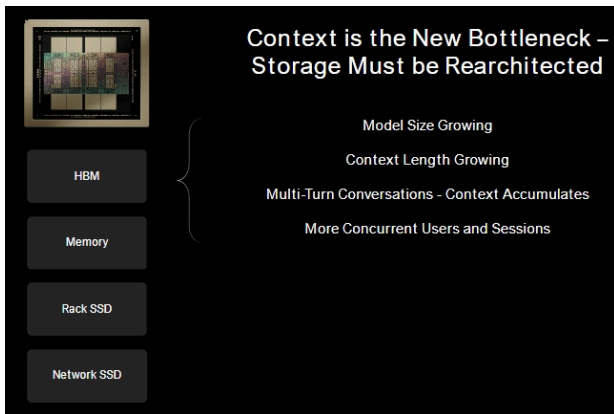 Context is the New Bottleneck –
Storage Must be Rearchitected
Model Size Growing
Context Length Growing
Multi-Turn Conversations - Context Accumulates
More Concurrent Users and Sessions
HBM
Memory
Rack SSD
Network SSD